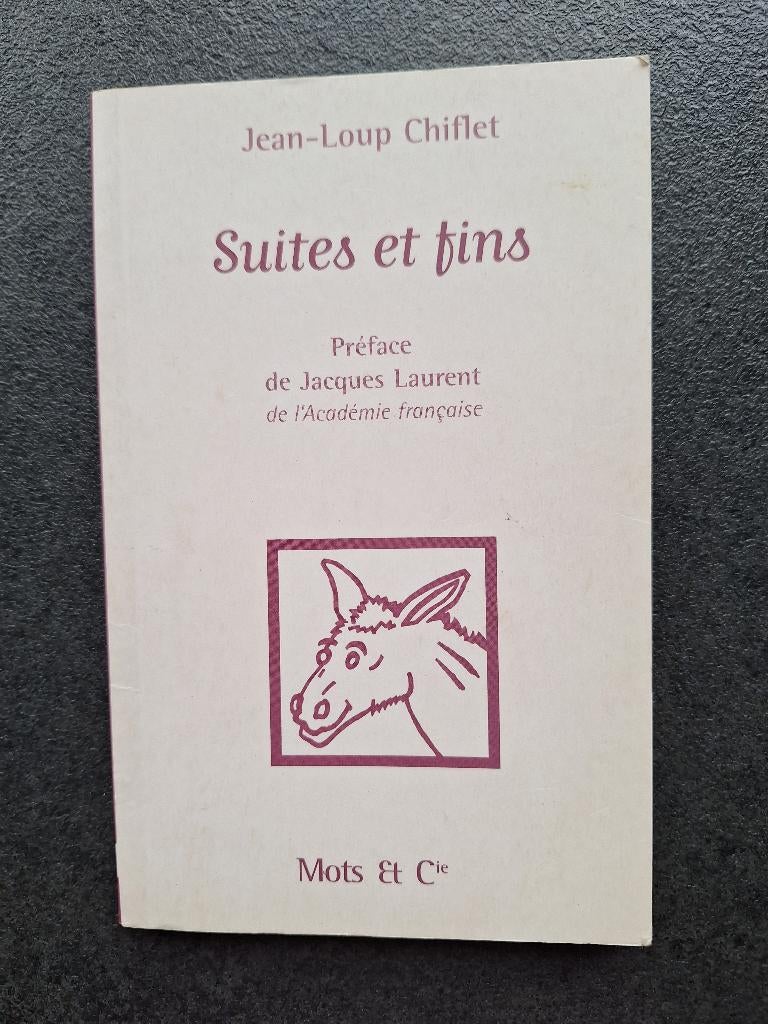 Jean-Loup Chiflet
Suites et fins
Préface
de Jacques Laurent
de l'Académie française
Mots & Cie